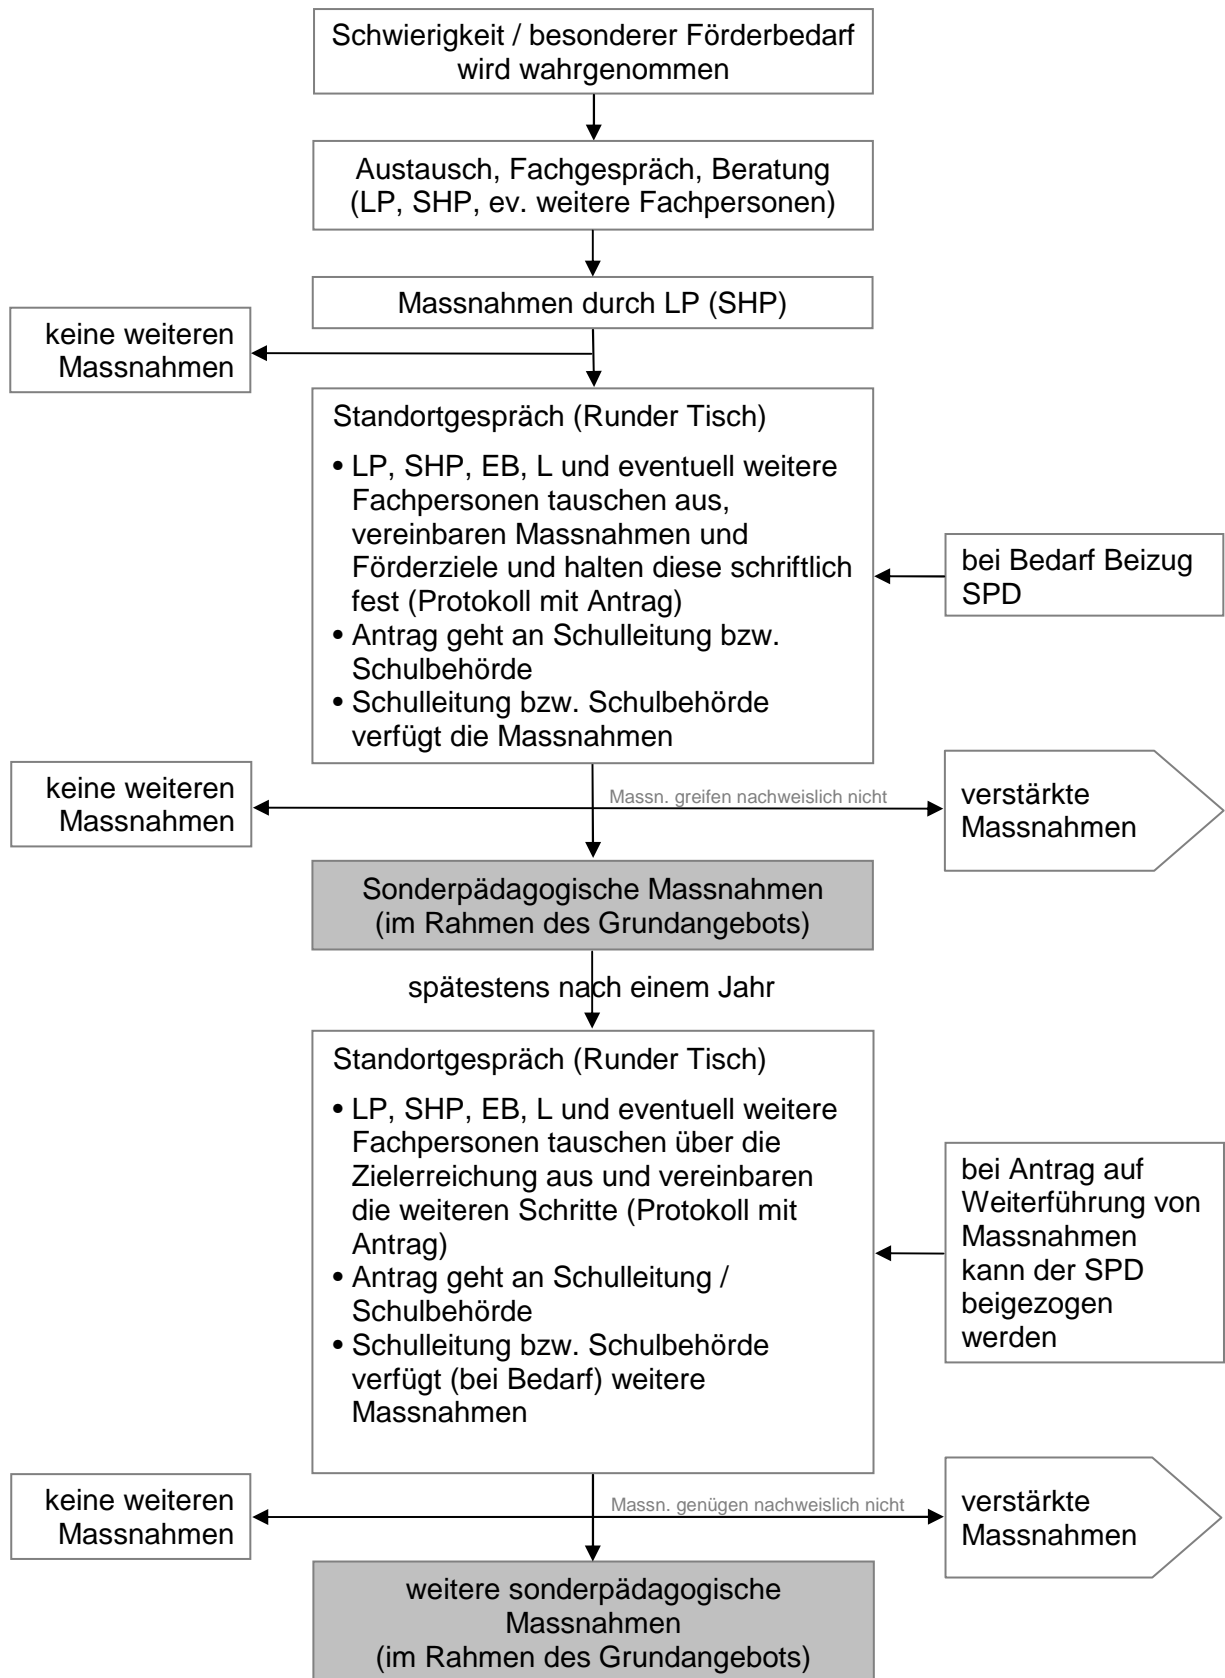 Schwierigkeit / besonderer Förderbedarf
wird wahrgenommen
Austausch, Fachgespräch, Beratung
(LP, SHP, ev. weitere Fachpersonen)
Massnahmen durch LP (SHP)
keine weiteren
Massnahmen
Standortgespräch (Runder Tisch)
• LP, SHP, EB, L und eventuell weitere
Fachpersonen tauschen aus,
vereinbaren Massnahmen und
Förderziele und halten diese schriftlich
fest (Protokoll mit Antrag)
• Antrag geht an Schulleitung bzw.
Schulbehörde
• Schulleitung bzw. Schulbehörde
verfügt die Massnahmen
bei Bedarf Beizug
SPD
keine weiteren
Massnahmen
Massn. greifen nachweislich nicht
verstärkte
Massnahmen
Sonderpädagogische Massnahmen
(im Rahmen des Grundangebots)
spätestens nach einem Jahr
Standortgespräch (Runder Tisch)
• LP, SHP, EB, L und eventuell weitere
Fachpersonen tauschen über die
Zielerreichung aus und vereinbaren
die weiteren Schritte (Protokoll mit
Antrag)
• Antrag geht an Schulleitung /
Schulbehörde
• Schulleitung bzw. Schulbehörde
verfügt (bei Bedarf) weitere
Massnahmen
bei Antrag auf
Weiterführung von
Massnahmen
kann der SPD
beigezogen
werden
keine weiteren
Massnahmen
Massn. genügen nachweislich nicht
verstärkte
Massnahmen
weitere sonderpädagogische
Massnahmen
(im Rahmen des Grundangebots)